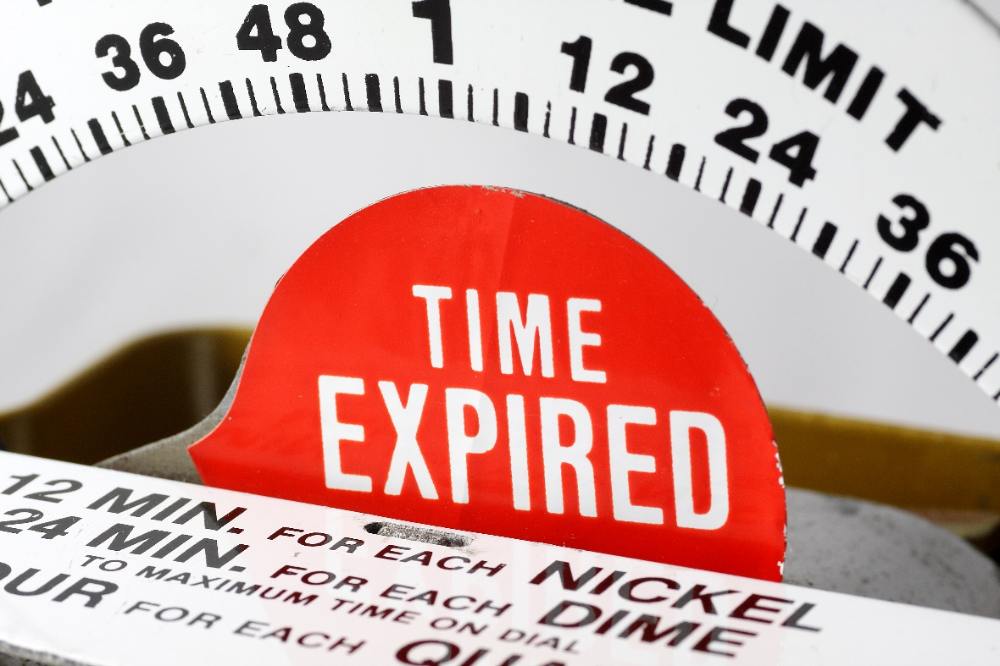 LIMIT
24 36 48 1 12 24 36
TIME
EXPIRED
12 MIN. FOR EACH NICKEL
24 MIN. FOR EACH DIME
TO MAXIMUM TIME ON DIAL
FOR EACH